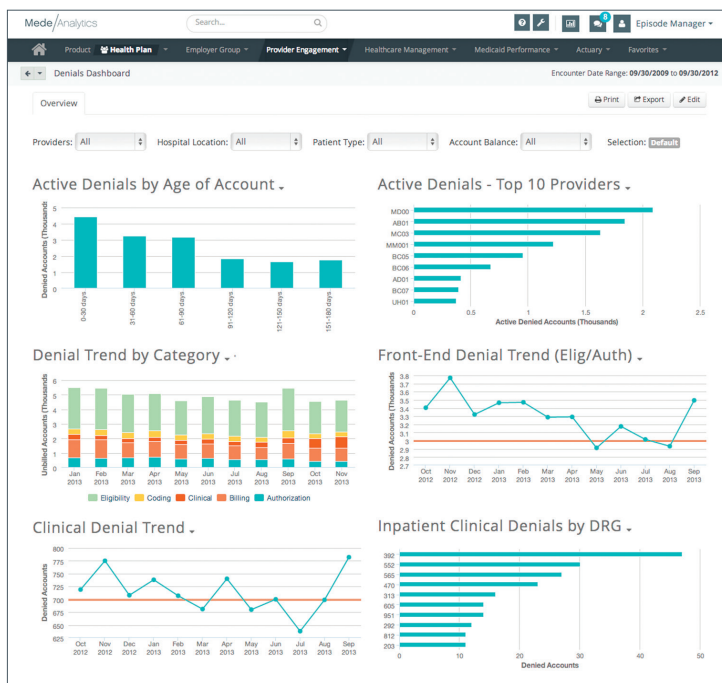 Mede/Analytics
Search...
8
Episode Manager
Product Health Plan Employer Group Provider Engagement Healthcare Management Medicaid Performance Actuary Favorites
Denials Dashboard
Encounter Date Range: 09/30/2009 to 09/30/2012
Overview
Print Export Edit
Providers: All Hospital Location: All Patient Type: All Account Balance: All Selection: Default
Active Denials by Age of Account
Denied Accounts (Thousands
5
4
3
2
1
0
0-30 days
31-60 days
61-90 days
91-120 days
121-150 days
151-180 days
Active Denials - Top 10 Providers
MD00
AB01
MC03
MM001
BC05
BC06
AD01
BC07
UH01
0 0.5 1 1.5 2 2.5
Active Denied Accounts (Thousands)
Denial Trend by Category
Unbilled Accounts (Thousands
6
5
4
3
2
1
0
Jan Feb Mar Apr May Jun Jul Aug Sep Oct Nov
2013 2013 2013 2013 2013 2013 2013 2013 2013 2013 2013
Eligibility Coding Clinical Billing Authorization
Front-End Denial Trend (Elig/Auth)
Denied Accounts (Thousands
3.8
3.7
3.6
3.5
3.4
3.3
3.2
3.1
3
2.9
2.8
2.7
Oct Nov Dec Jan Feb Mar Apr May Jun Jul Aug Sep
2012 2012 2012 2013 2013 2013 2013 2013 2013 2013 2013 2013
Clinical Denial Trend
Denied Accounts
800
775
750
725
700
675
650
625
Oct Nov Dec Jan Feb Mar Apr May Jun Jul Aug Sep
2012 2012 2012 2013 2013 2013 2013 2013 2013 2013 2013 2013
Inpatient Clinical Denials by DRG
392
552
565
470
313
605
951
292
812
203
0 10 20 30 40 50
Denied Accounts